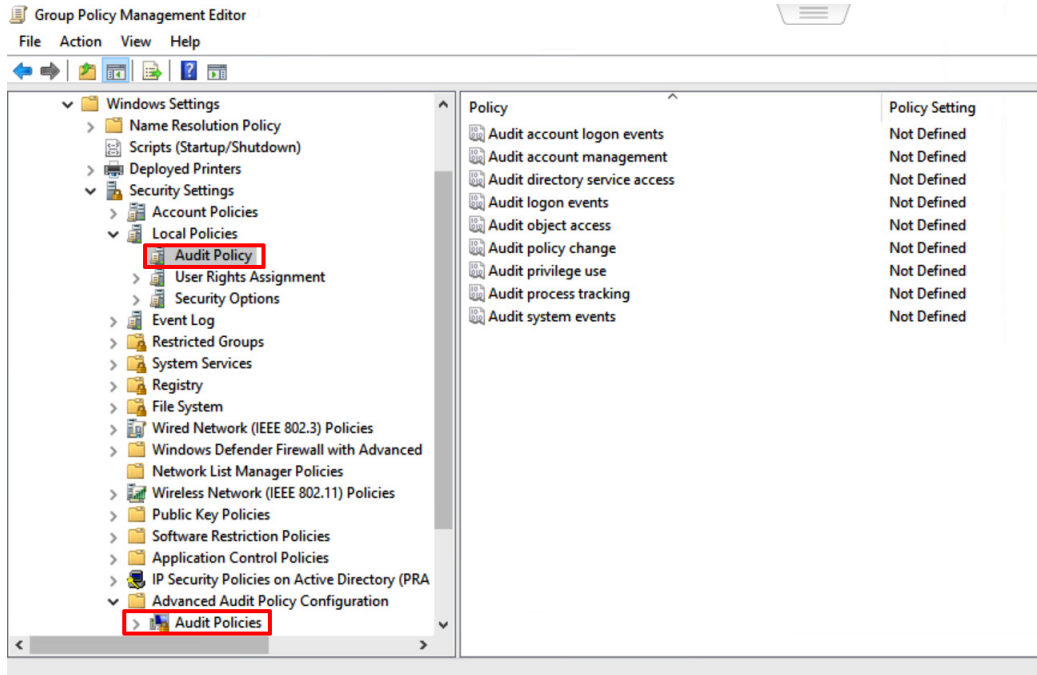 Group Policy Management Editor
File Action View Help
Windows Settings
Name Resolution Policy
Scripts (Startup/Shutdown)
Deployed Printers
Security Settings
Account Policies
Local Policies
Audit Policy
User Rights Assignment
Security Options
Event Log
Restricted Groups
System Services
Registry
File System
Wired Network (IEEE 802.3) Policies
Windows Defender Firewall with Advanced
Network List Manager Policies
Wireless Network (IEEE 802.11) Policies
Public Key Policies
Software Restriction Policies
Application Control Policies
IP Security Policies on Active Directory (PRA
Advanced Audit Policy Configuration
Audit Policies
Policy Policy Setting
Audit account logon events Not Defined
Audit account management Not Defined
Audit directory service access Not Defined
Audit logon events Not Defined
Audit object access Not Defined
Audit policy change Not Defined
Audit privilege use Not Defined
Audit process tracking Not Defined
Audit system events Not Defined